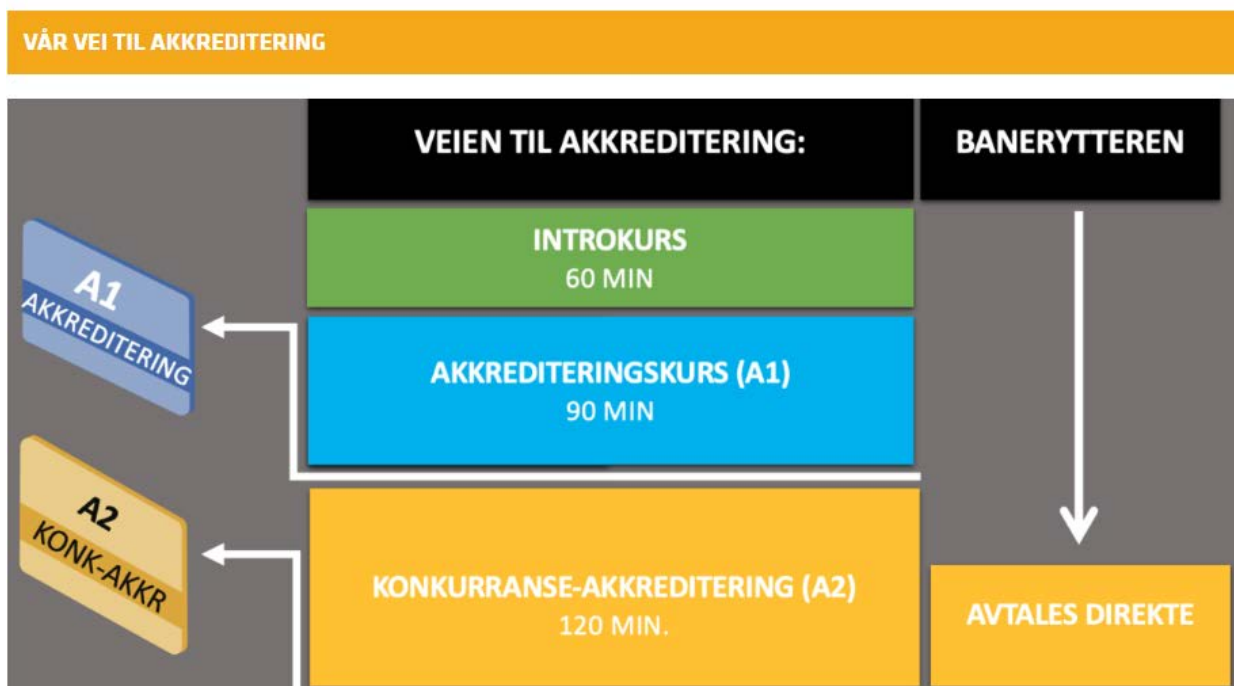 VÅR VEI TIL AKKREDITERING
VEIEN TIL AKKREDITERING:
BANERYTTEREN
INTROKURS
60 MIN
A1
AKKREDITERING
AKKREDITERINGSKURS (A1)
90 MIN
A2
KONK-AKKR
KONKURRANSE-AKKREDITERING (A2)
120 MIN.
AVTALES DIREKTE